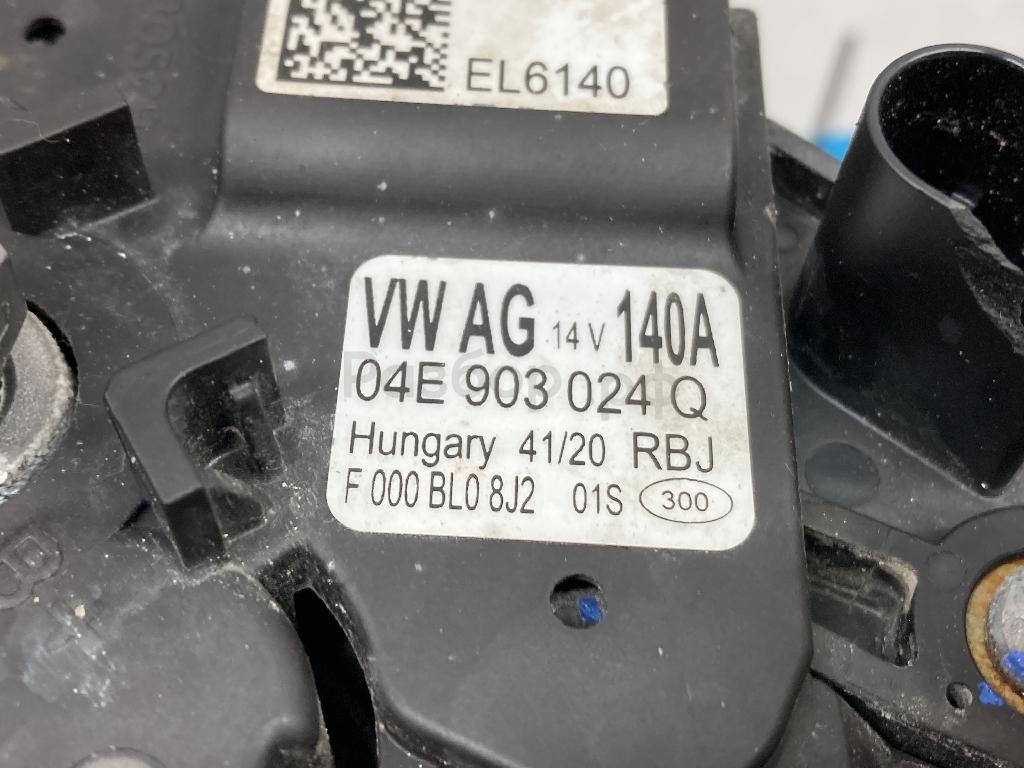 EL6140
VW AG 14 V 140A
04E 903 024 Q
Hungary 41/20 RBJ
F 000 BL0 8J2 01S 300